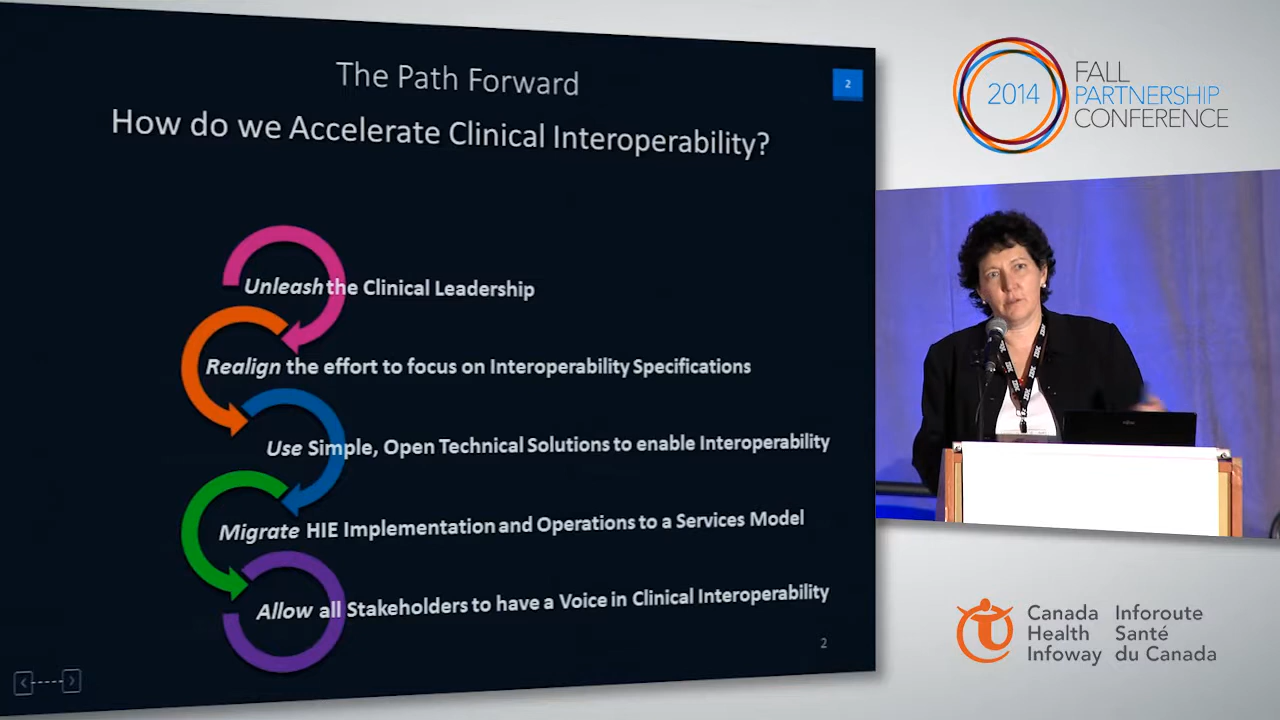 The Path Forward
2
How do we Accelerate Clinical Interoperability?
Unleash the Clinical Leadership
Realign the effort to focus on Interoperability Specifications
Use Simple, Open Technical Solutions to enable Interoperability
Migrate HIE Implementation and Operations to a Services Model
Allow all Stakeholders to have a Voice in Clinical Interoperability
2
2014
FALL
PARTNERSHIP
CONFERENCE
Canada
Health
Infoway
Inforoute
Santé
du Canada